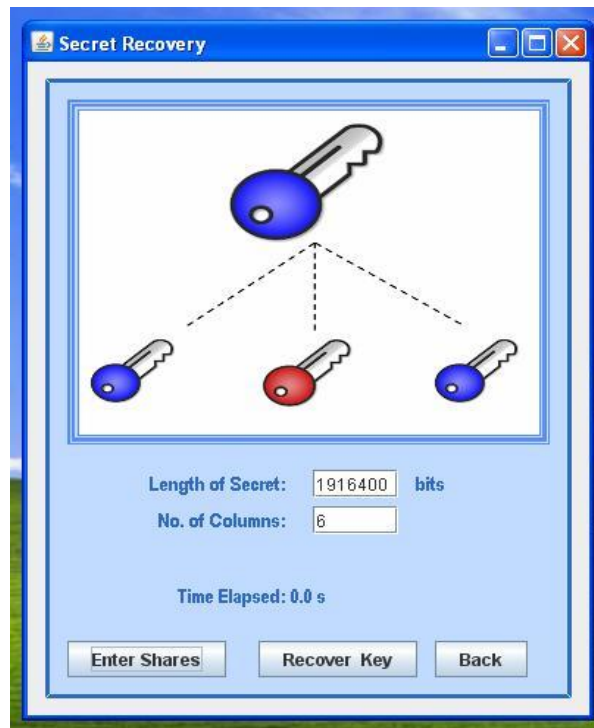 Secret Recovery
Length of Secret: 1916400 bits
No. of Columns: 6
Time Elapsed: 0.0 s
Enter Shares Recover Key Back